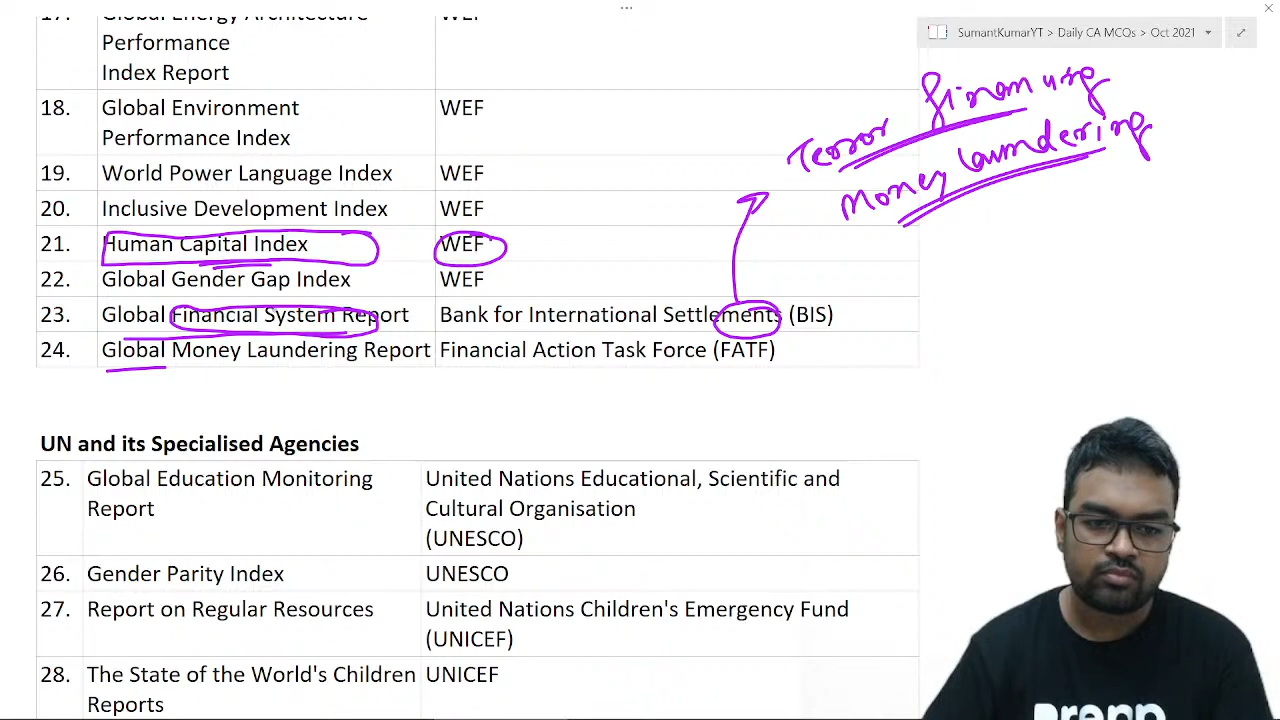 SumantKumarYT > Daily CA MCQs > Oct 2021
17. Global Energy Architecture
Performance
Index Report
18. Global Environment WEF
Performance Index
19. World Power Language Index WEF
20. Inclusive Development Index WEF
21. Human Capital Index WEF
22. Global Gender Gap Index WEF
23. Global Financial System Report Bank for International Settlements (BIS)
24. Global Money Laundering Report Financial Action Task Force (FATF)
Terror financing
Money laundering
UN and its Specialised Agencies
25. Global Education Monitoring United Nations Educational, Scientific and
Report Cultural Organisation
(UNESCO)
26. Gender Parity Index UNESCO
27. Report on Regular Resources United Nations Children's Emergency Fund
(UNICEF)
28. The State of the World's Children UNICEF
Reports
Prepp